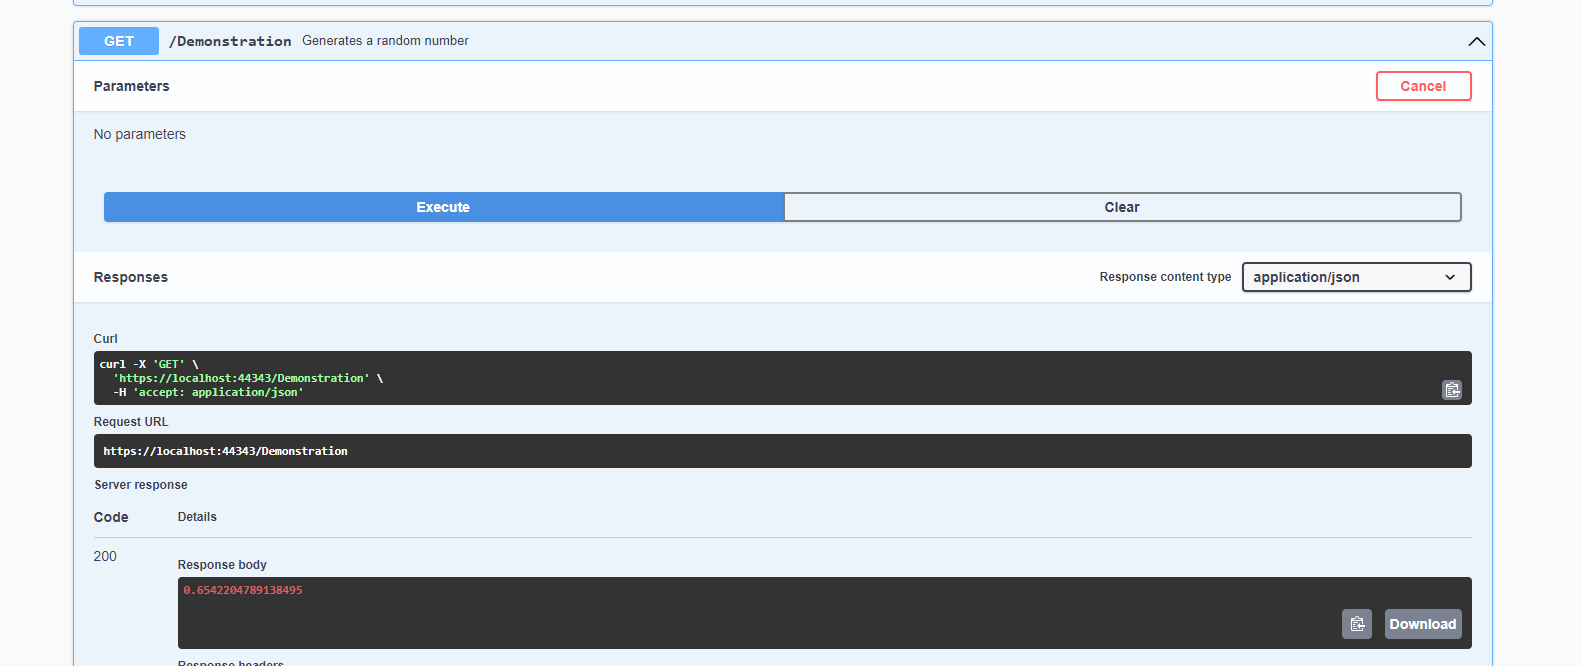 GET /Demonstration Generates a random number
Parameters
Cancel
No parameters
Execute
Clear
Responses
Response content type
application/json
Curl
curl -X 'GET' \
'https://localhost:44343/Demonstration' \
-H 'accept: application/json'
Request URL
https://localhost:44343/Demonstration
Server response
Code Details
200
Response body
0.6542204789138495
Download
Response headers